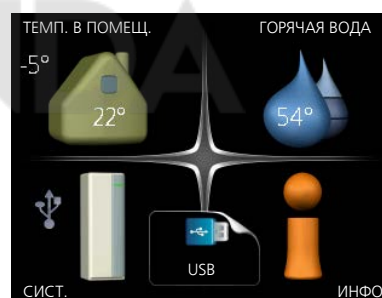 ТЕМП. В ПОМЕЩ.
ГОРЯЧАЯ ВОДА
-5°
22°
54°
USB
СИСТ.
ИНФО